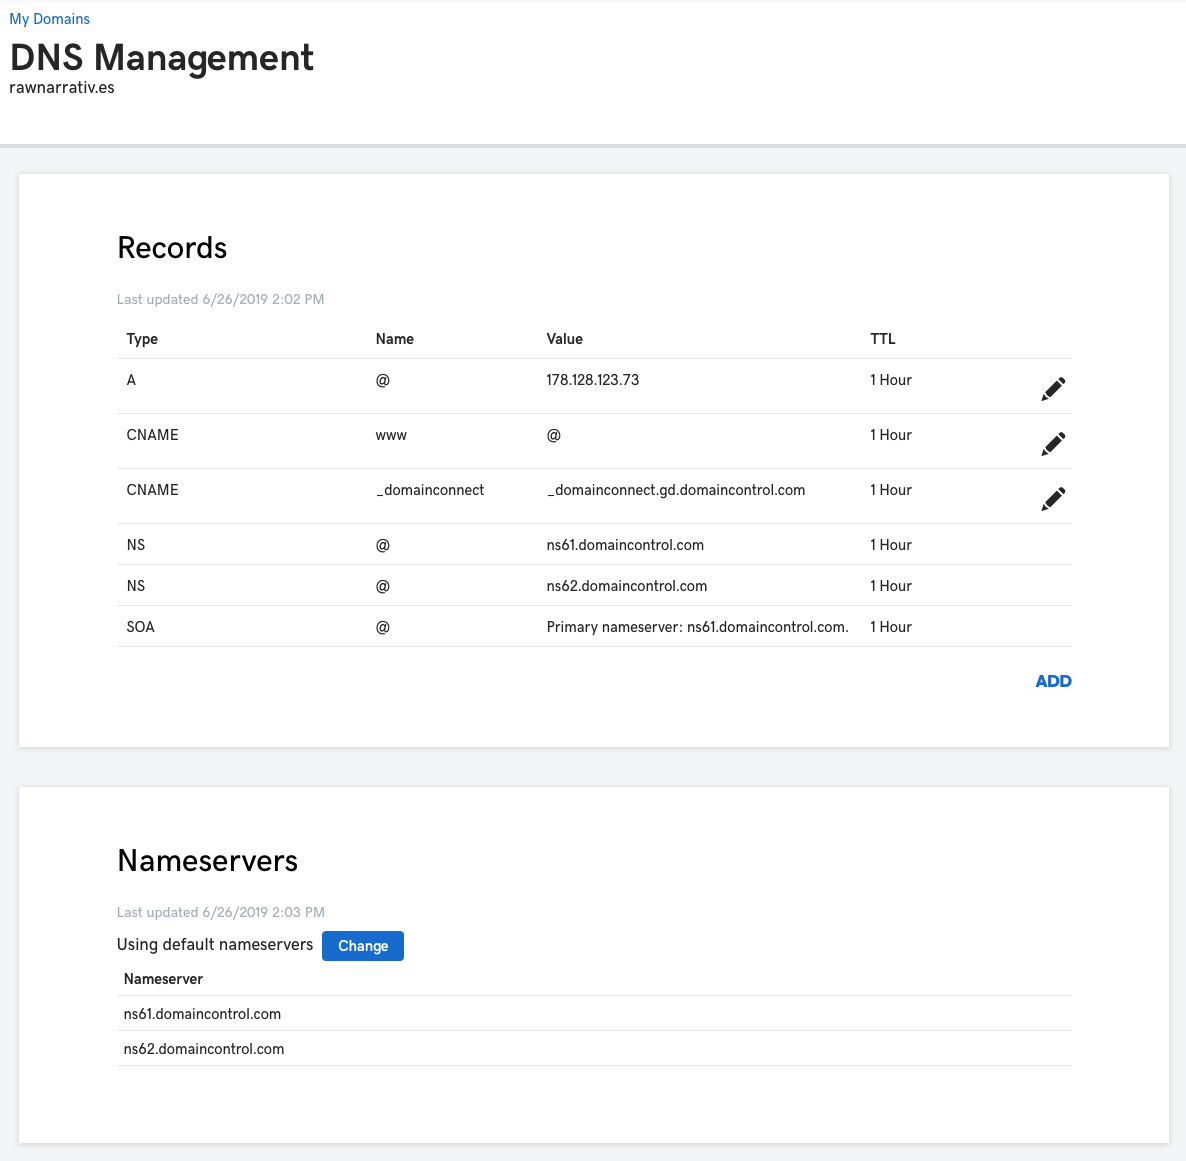 My Domains
DNS Management
rawnarrativ.es
Records
Last updated 6/26/2019 2:02 PM
Type Name Value TTL
A @ 178.128.123.73 1 Hour
CNAME www @ 1 Hour
CNAME _domainconnect _domainconnect.gd.domaincontrol.com 1 Hour
NS @ ns61.domaincontrol.com 1 Hour
NS @ ns62.domaincontrol.com 1 Hour
SOA @ Primary nameserver: ns61.domaincontrol.com. 1 Hour
ADD
Nameservers
Last updated 6/26/2019 2:03 PM
Using default nameservers Change
Nameserver
ns61.domaincontrol.com
ns62.domaincontrol.com